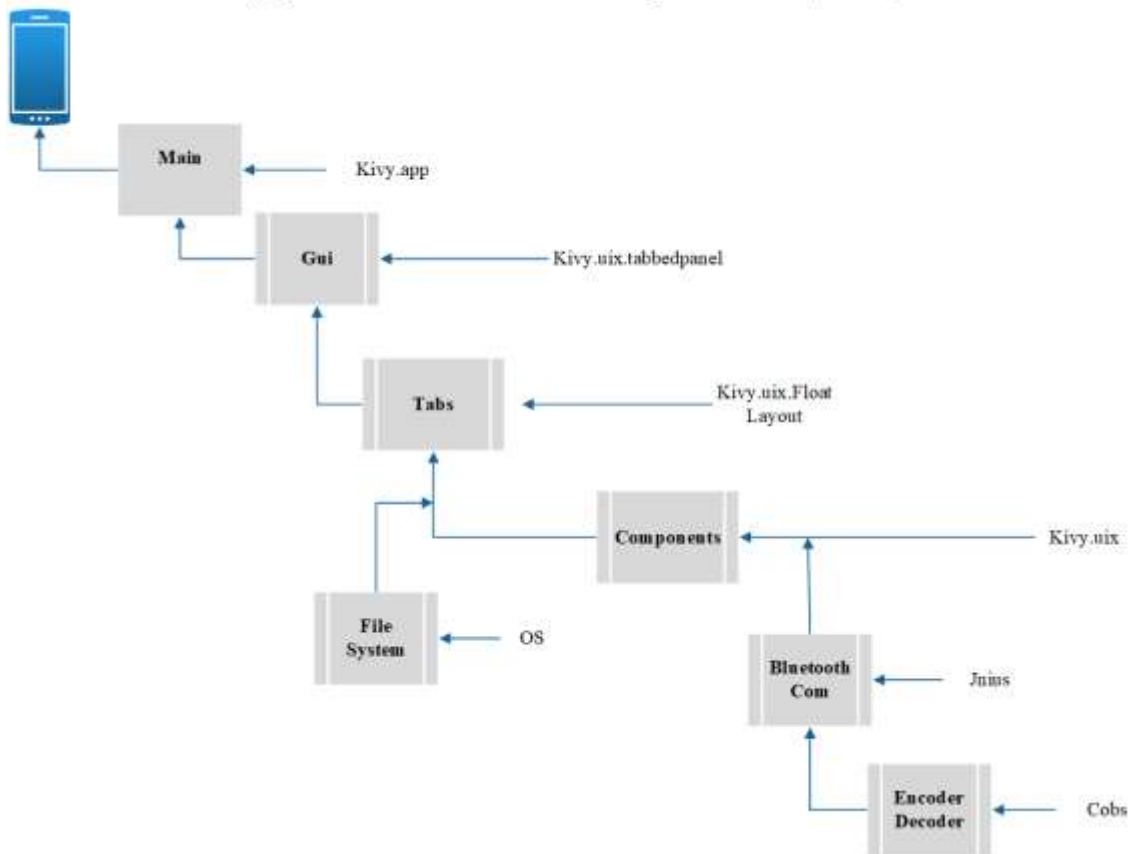 Main
Kivy.app
Gui
Kivy.uix.tabbedpanel
Tabs
Kivy.uix.Float
Layout
Components
Kivy.uix
File
System
OS
Bluetooth
Com
Jnius
Encoder
Decoder
Cobs